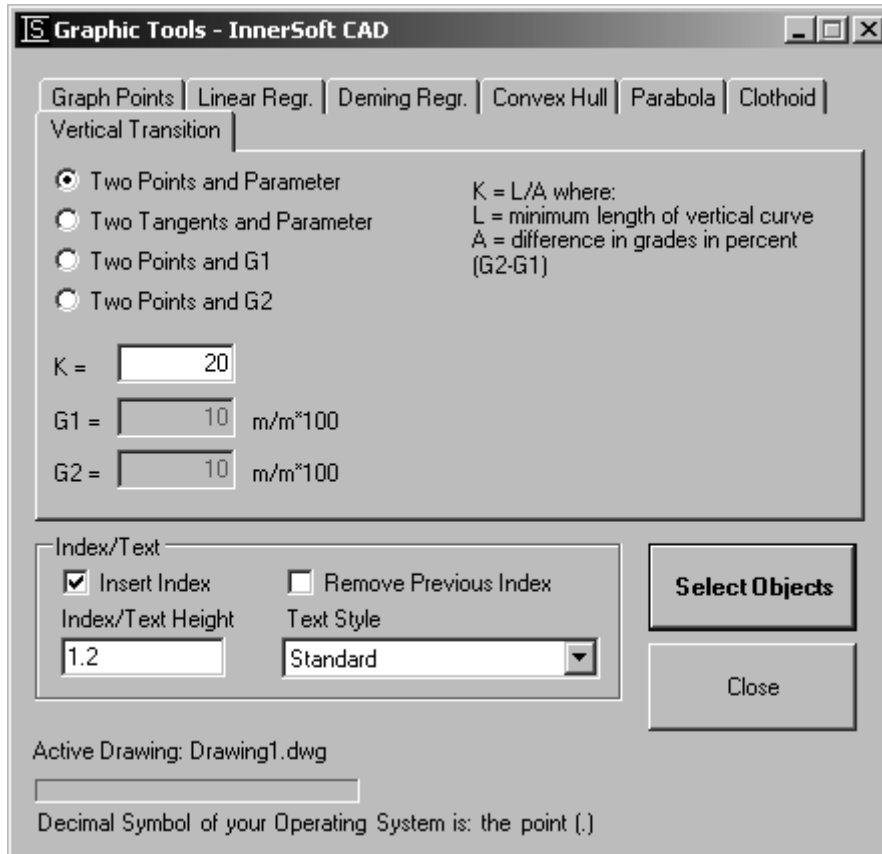 IS Graphic Tools - InnerSoft CAD
Graph Points Linear Regr. Deming Regr. Convex Hull Parabola Clothoid
Vertical Transition
Two Points and Parameter
Two Tangents and Parameter
Two Points and G1
Two Points and G2
K = L/A where:
L = minimum length of vertical curve
A = difference in grades in percent
(G2-G1)
K = 20
G1 = 10 m/m*100
G2 = 10 m/m*100
Index/Text
Insert Index Remove Previous Index
Index/Text Height Text Style
1.2 Standard
Select Objects
Close
Active Drawing: Drawing1.dwg
Decimal Symbol of your Operating System is: the point (.)